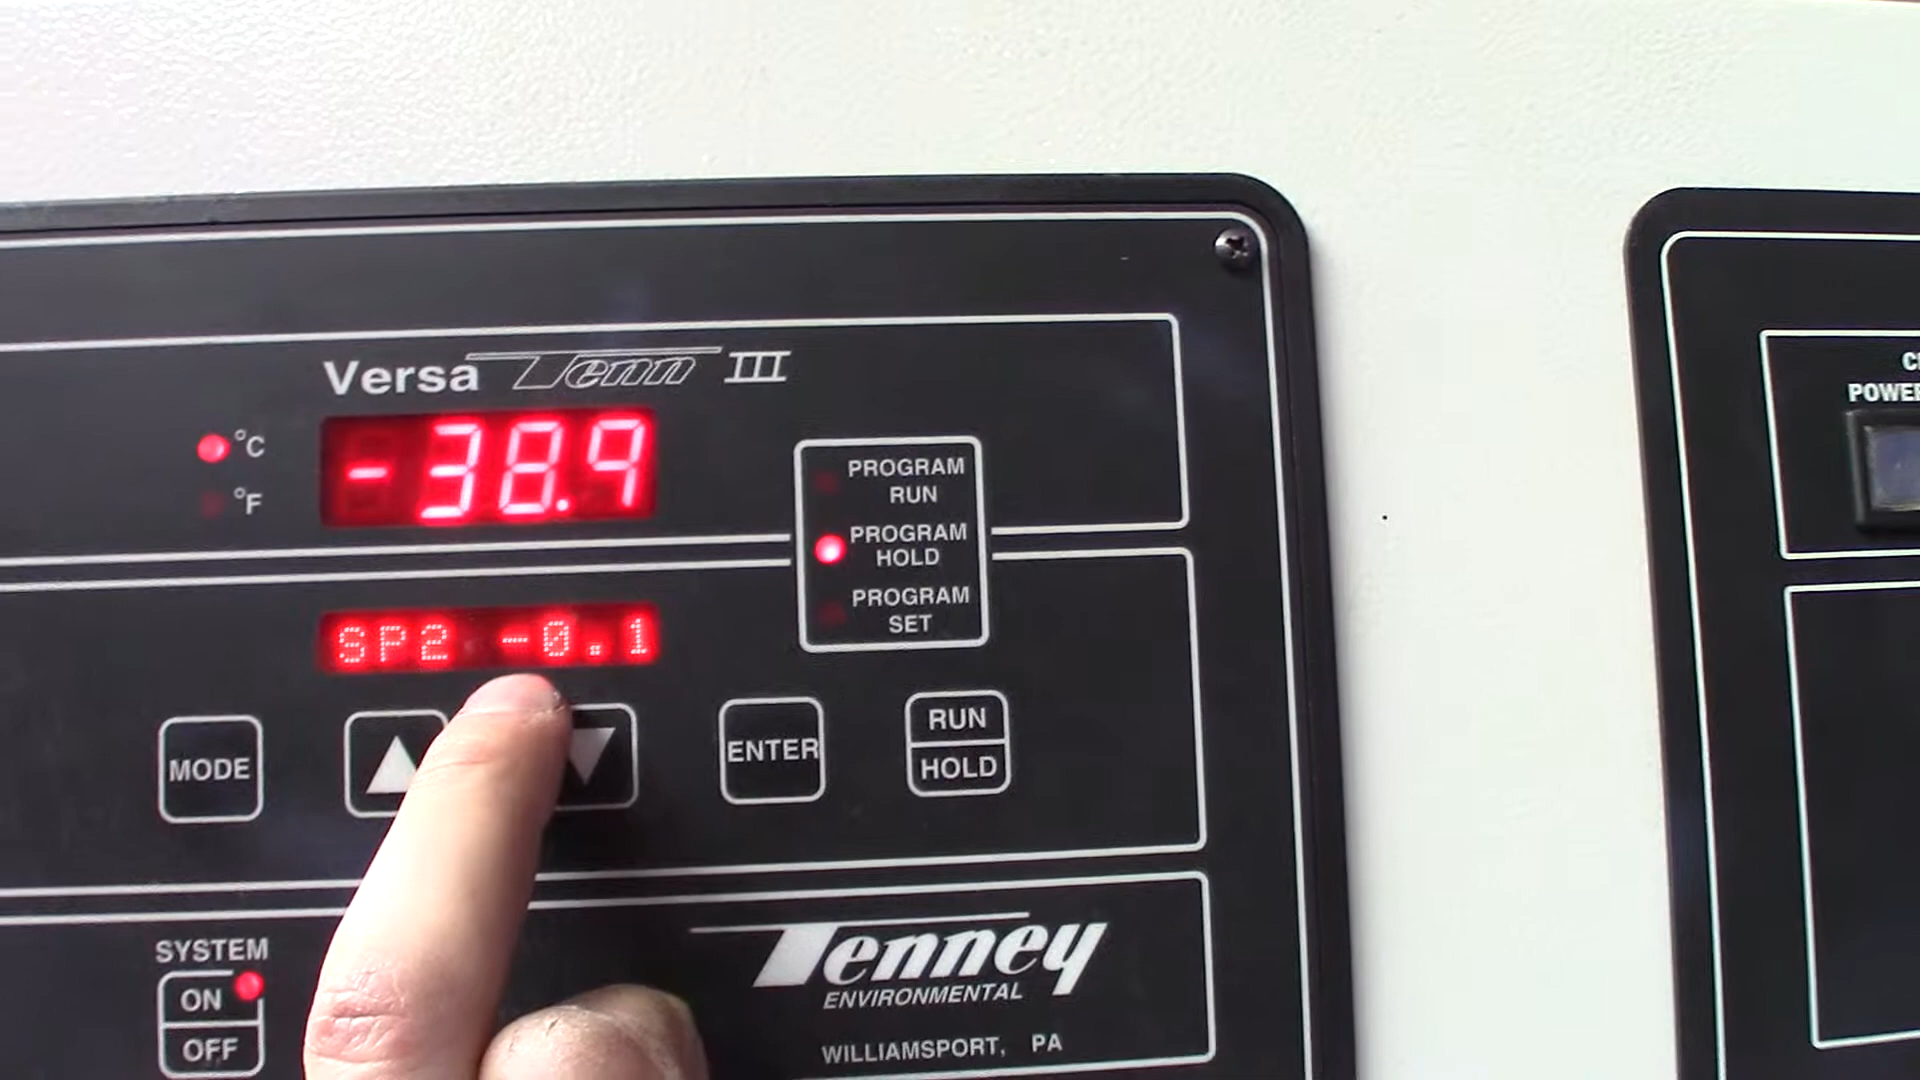 Versa Tenn III
°C
-38.9
°F
PROGRAM
RUN
PROGRAM
HOLD
PROGRAM
SET
SP2 -0.1
MODE
ENTER
RUN
HOLD
SYSTEM
ON
OFF
Tenney
ENVIRONMENTAL
WILLIAMSPORT, PA